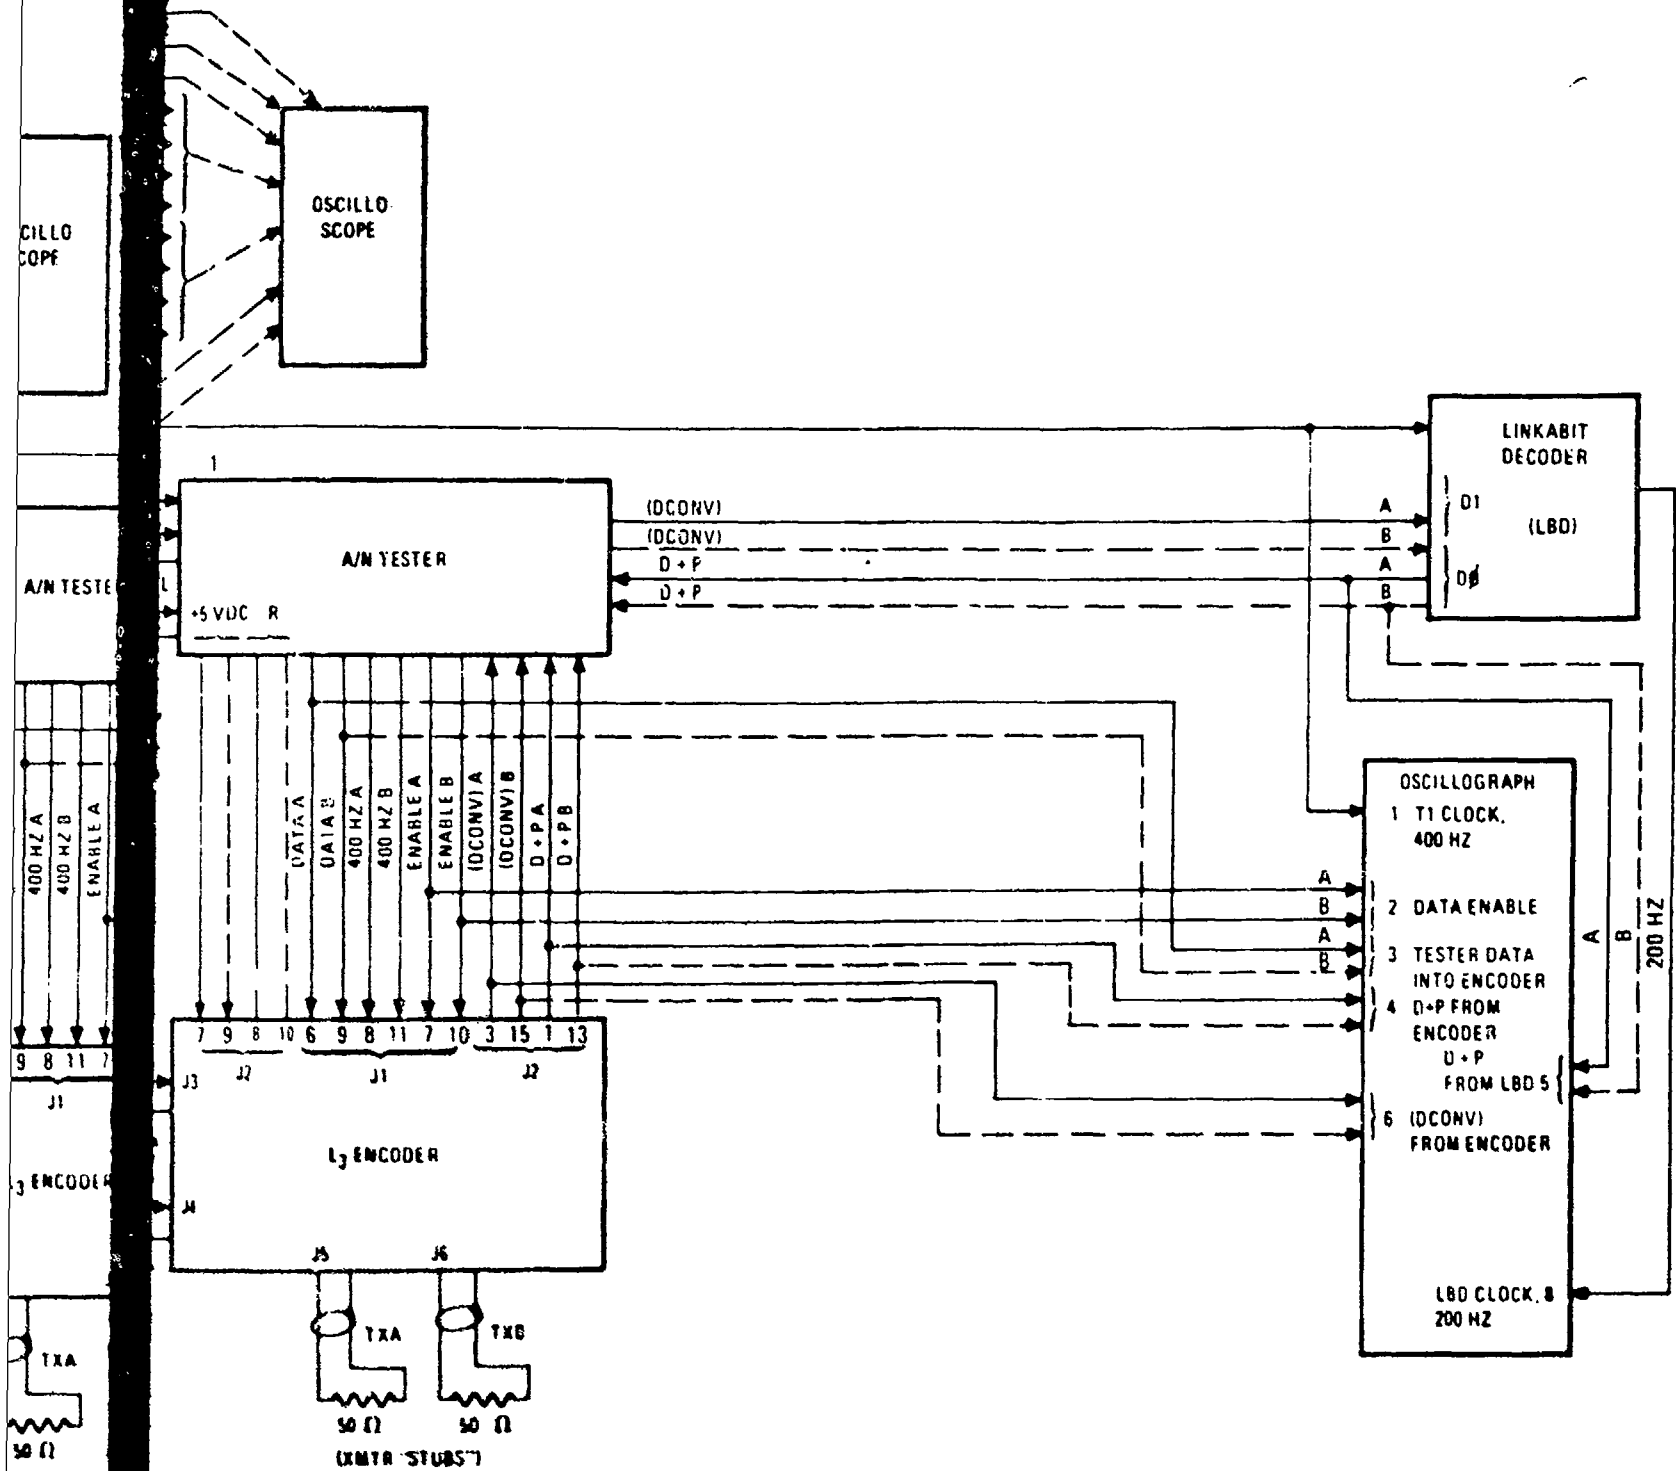 OSCILLO
SCOPE
CILLO
COPE
LINKABIT
DECODER
(LBD)
D1
DØ
1
A/N TESTER
+5 VDC R
(DCONV)
(DCONV)
D + P
D + P
A
B
A
B
A/N TESTE
L
DATA A
DATA B
400 HZ A
400 HZ B
ENABLE A
ENABLE B
(DCONV) A
(DCONV) B
D + P A
D + P B
400 HZ A
400 HZ B
ENABLE A
OSCILLOGRAPH
1 T1 CLOCK,
400 HZ
A
B
2 DATA ENABLE
A
B
3 TESTER DATA
INTO ENCODER
4 D+P FROM
ENCODER
D + P
FROM LBD 5
6 (DCONV)
FROM ENCODER
LBD CLOCK, 8
200 HZ
A
B
200 HZ
7 9 8 10 6 9 8 11 7 10 3 15 1 13
J2 J1 J2
J3
L3 ENCODER
J4
J5 J6
9 8 11 7
J1
3 ENCODER
TXA
50 Ω
TXA TXB
50 Ω 50 Ω
(XMTR "STUBS")